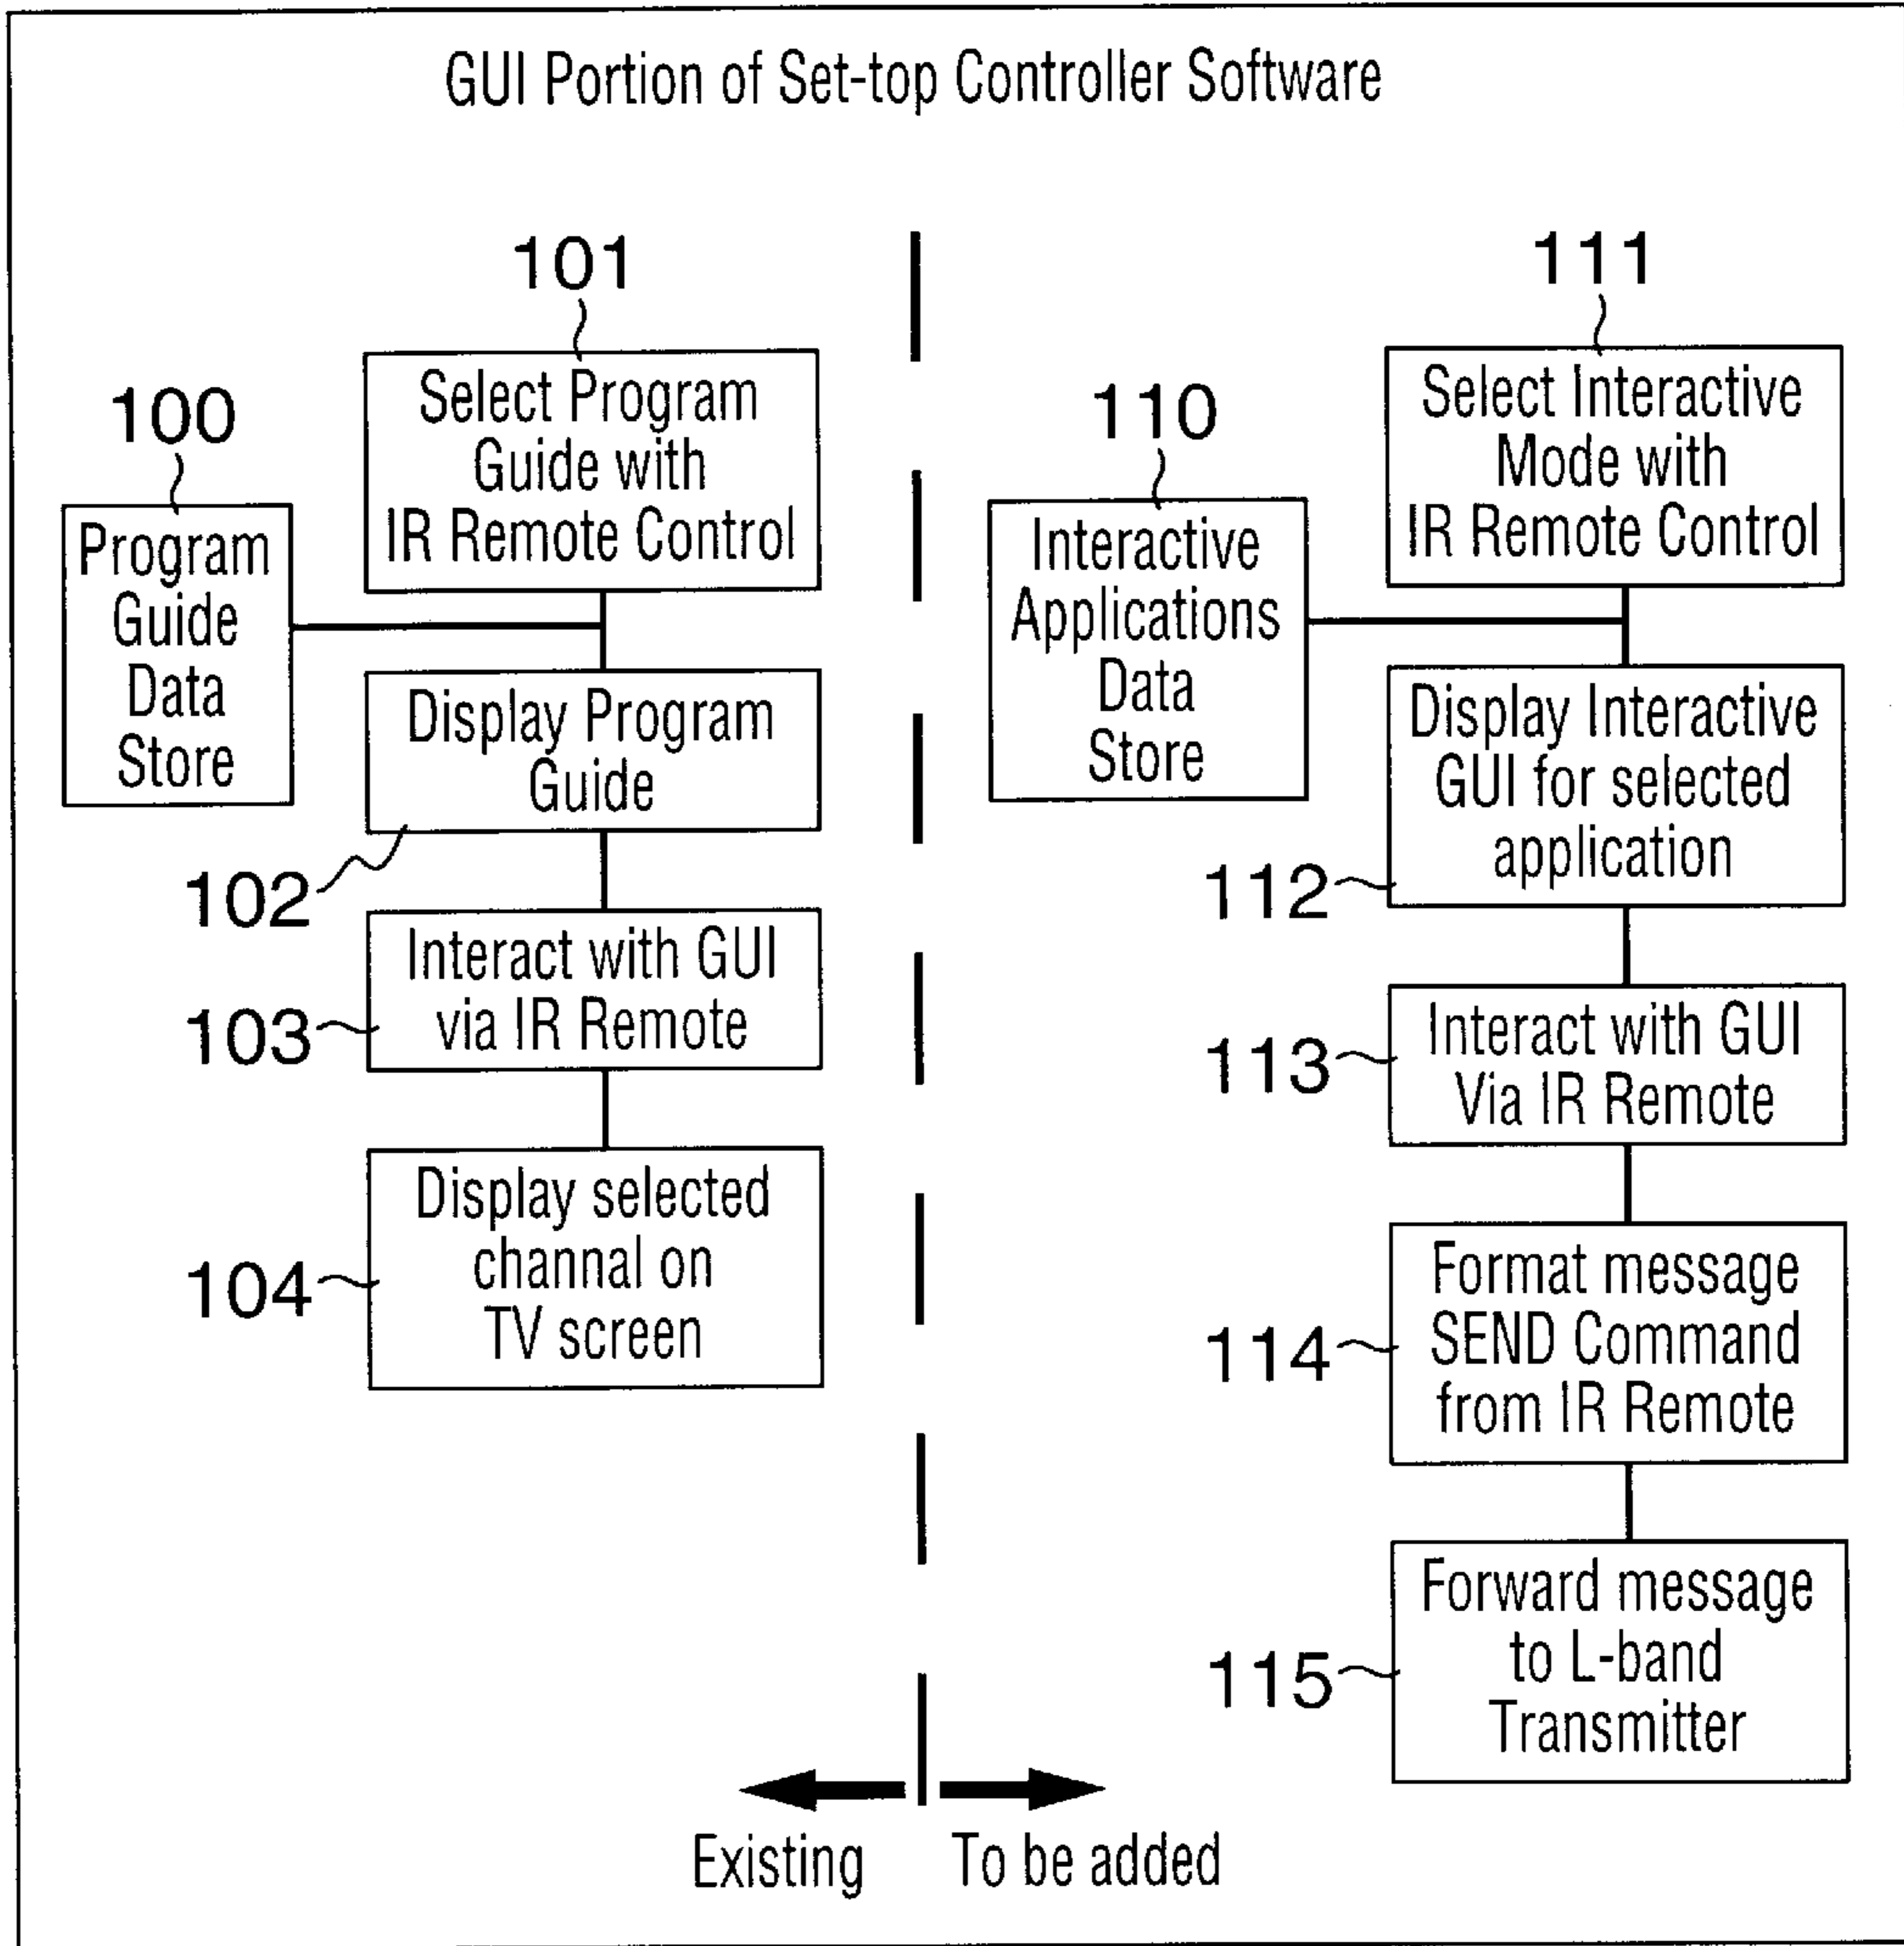 GUI Portion of Set-top Controller Software
101
Select Program
Guide with
IR Remote Control
100
Program
Guide
Data
Store
Display Program
Guide
102
Interact with GUI
via IR Remote
103
Display selected
channal on
TV screen
104
111
Select Interactive
Mode with
IR Remote Control
110
Interactive
Applications
Data
Store
Display Interactive
GUI for selected
application
112
Interact with GUI
Via IR Remote
113
Format message
SEND Command
from IR Remote
114
Forward message
to L-band
Transmitter
115
Existing
To be added